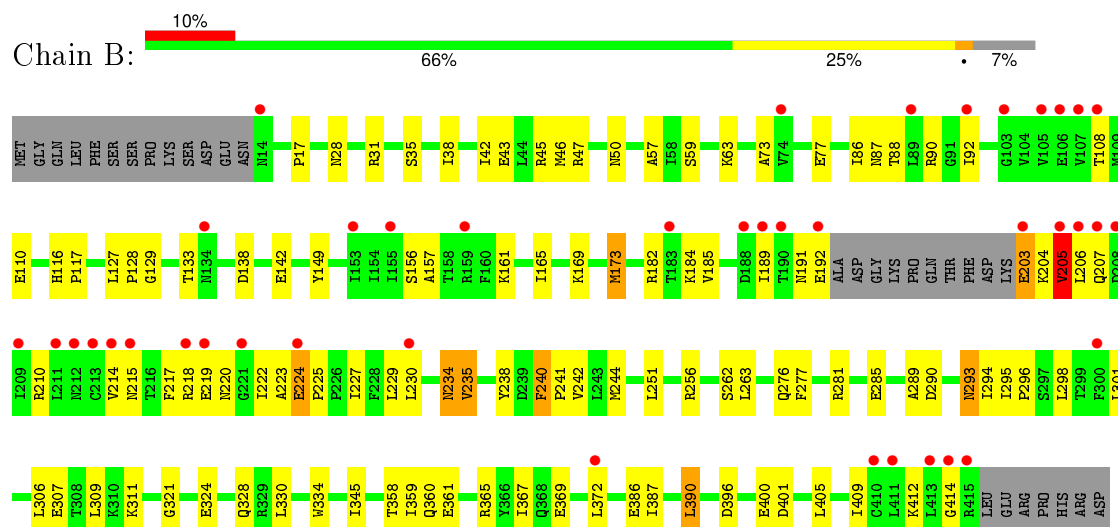 10%
Chain B:
66% 25% • 7%
MET GLY GLN LEU PHE SER SER PRO LYS SER ASP GLU ASN N14 P17 N28 R31 S35 I38 I42 E43 L44 R45 M46 R47 N50 A57 I58 S59 K63 A73 V74 E77 I86 N87 T88 L89 R90 G91 I92 G103 V104 V105 E106 V107 T108 M109
E110 H116 P117 L127 P128 G129 T133 N134 D138 E142 Y149 I153 I154 I155 S156 A157 T158 R159 F160 K161 I165 K169 M173 R182 T183 K184 V185 D188 I189 T190 N191 E192 ALA ASP GLY LYS PRO GLN THR PHE ASP LYS E203 K204 V205 L206 Q207 D208
I209 R210 L211 N212 C213 V214 N215 T216 F217 R218 E219 N220 G221 I222 A223 E224 P225 P226 I227 F228 L229 L230 N234 V235 Y238 D239 F240 P241 V242 L243 M244 L251 R256 S262 L263 Q276 F277 R281 E285 A289 D290 N293 I294 I295 P296 S297 L298 T299 F300 L301
L306 E307 T308 L309 K310 K311 G321 E324 Q328 R329 L330 W334 I345 T358 I359 Q360 E361 R365 Y366 I367 Q368 E369 L372 E386 I387 L390 D396 E400 D401 L405 I409 C410 L411 K412 L413 G414 R415 LEU GLU ARG PRO HIS ARG ASP